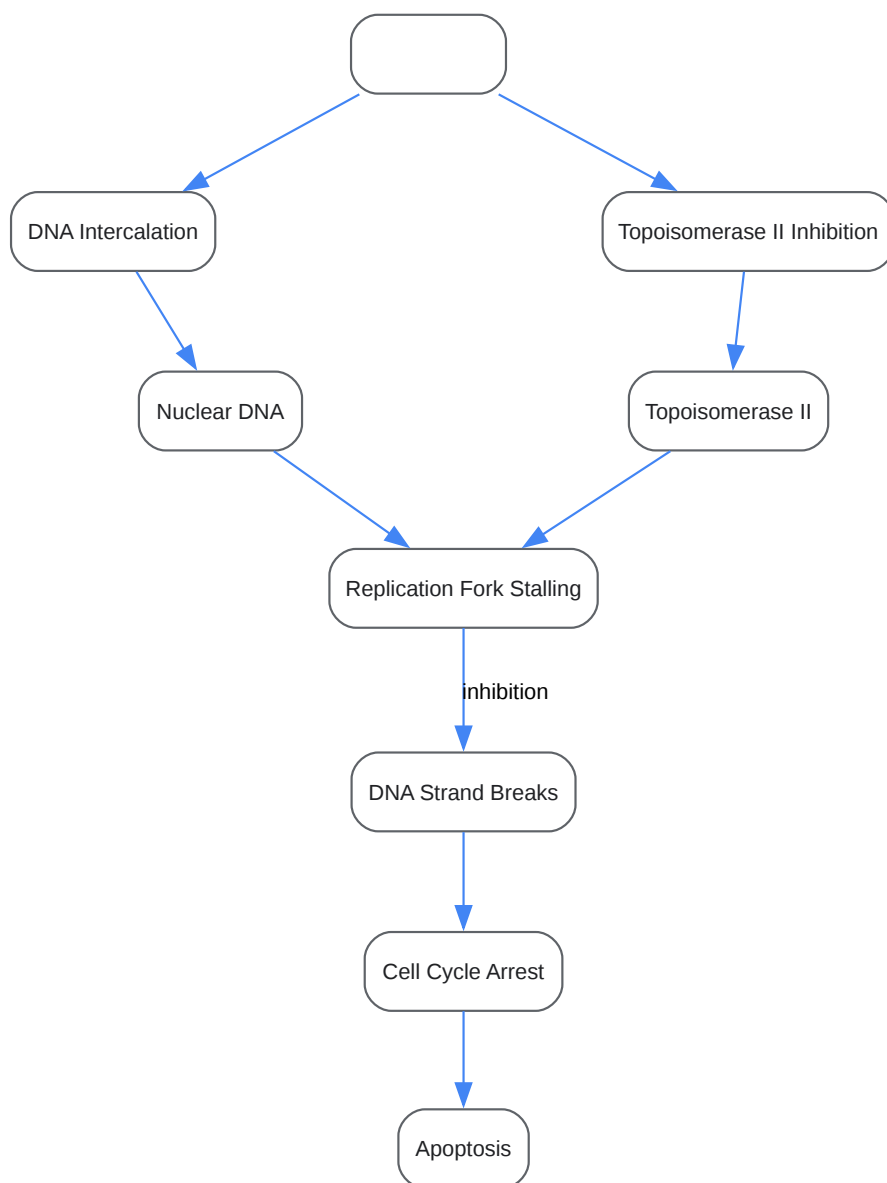 DNA Intercalation
Topoisomerase II Inhibition
Nuclear DNA
Topoisomerase II
Replication Fork Stalling
inhibition
DNA Strand Breaks
Cell Cycle Arrest
Apoptosis